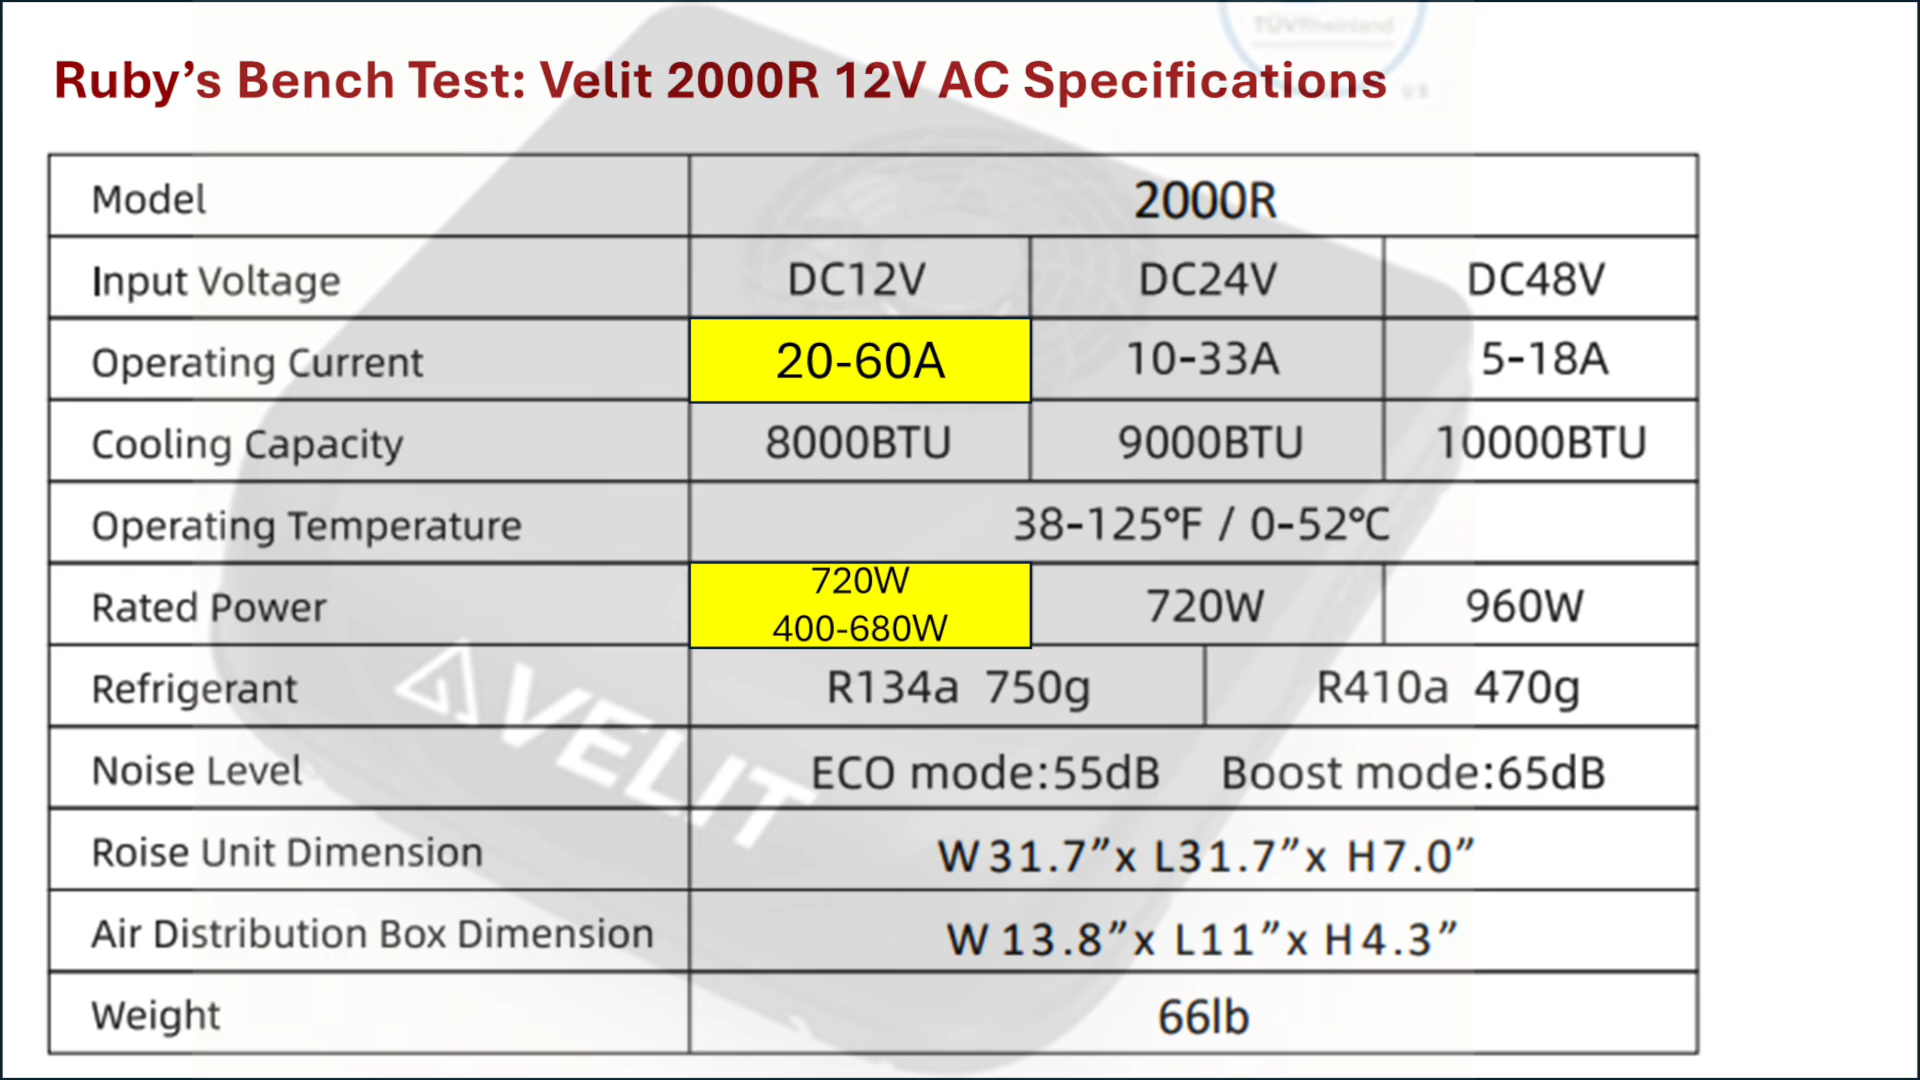 TÜVRheinland
Ruby’s Bench Test: Velit 2000R 12V AC Specifications
Model 2000R
Input Voltage DC12V DC24V DC48V
Operating Current 20-60A 10-33A 5-18A
Cooling Capacity 8000BTU 9000BTU 10000BTU
Operating Temperature 38-125°F / 0-52°C
Rated Power 720W 720W 960W
400-680W
Refrigerant R134a 750g R410a 470g
Noise Level ECO mode:55dB Boost mode:65dB
Roise Unit Dimension W31.7”x L31.7”x H7.0”
Air Distribution Box Dimension W13.8”x L11”x H4.3”
Weight 66lb
VELIT